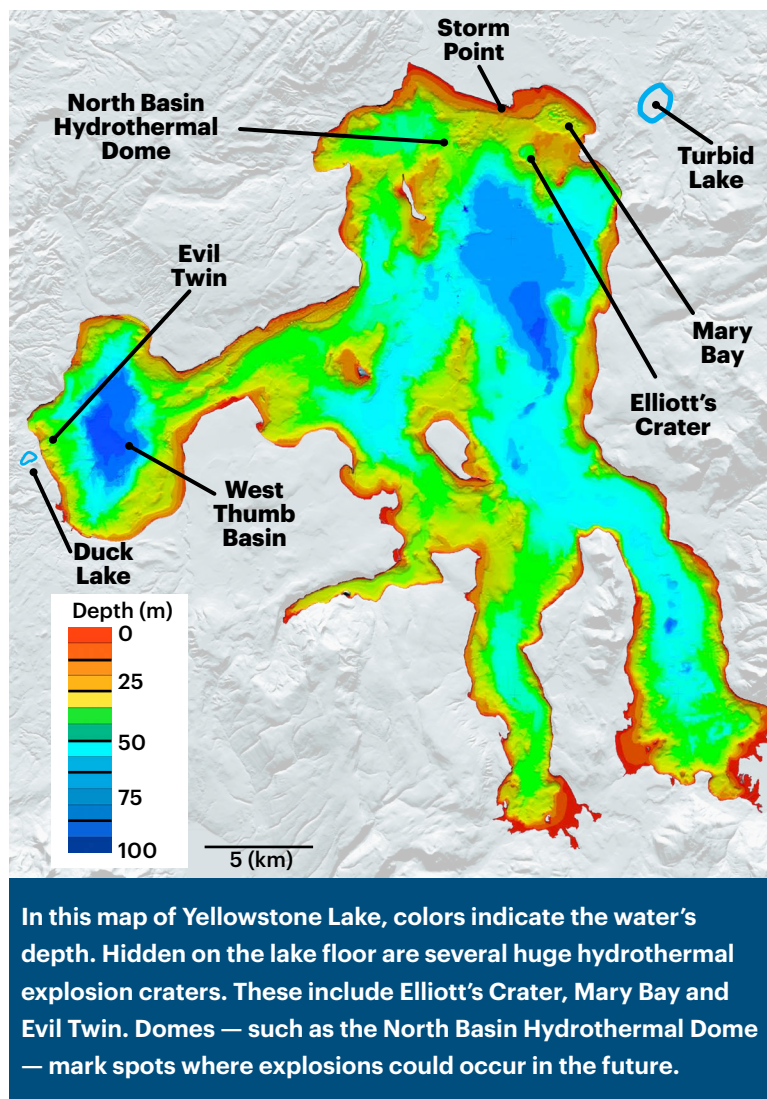 Storm
Point
North Basin
Hydrothermal
Dome
Turbid
Lake
Evil
Twin
Mary
Bay
Elliott’s
Crater
West
Thumb
Basin
Duck
Lake
Depth (m)
0
25
50
75
100
5 (km)
In this map of Yellowstone Lake, colors indicate the water’s
depth. Hidden on the lake floor are several huge hydrothermal
explosion craters. These include Elliott’s Crater, Mary Bay and
Evil Twin. Domes — such as the North Basin Hydrothermal Dome
— mark spots where explosions could occur in the future.